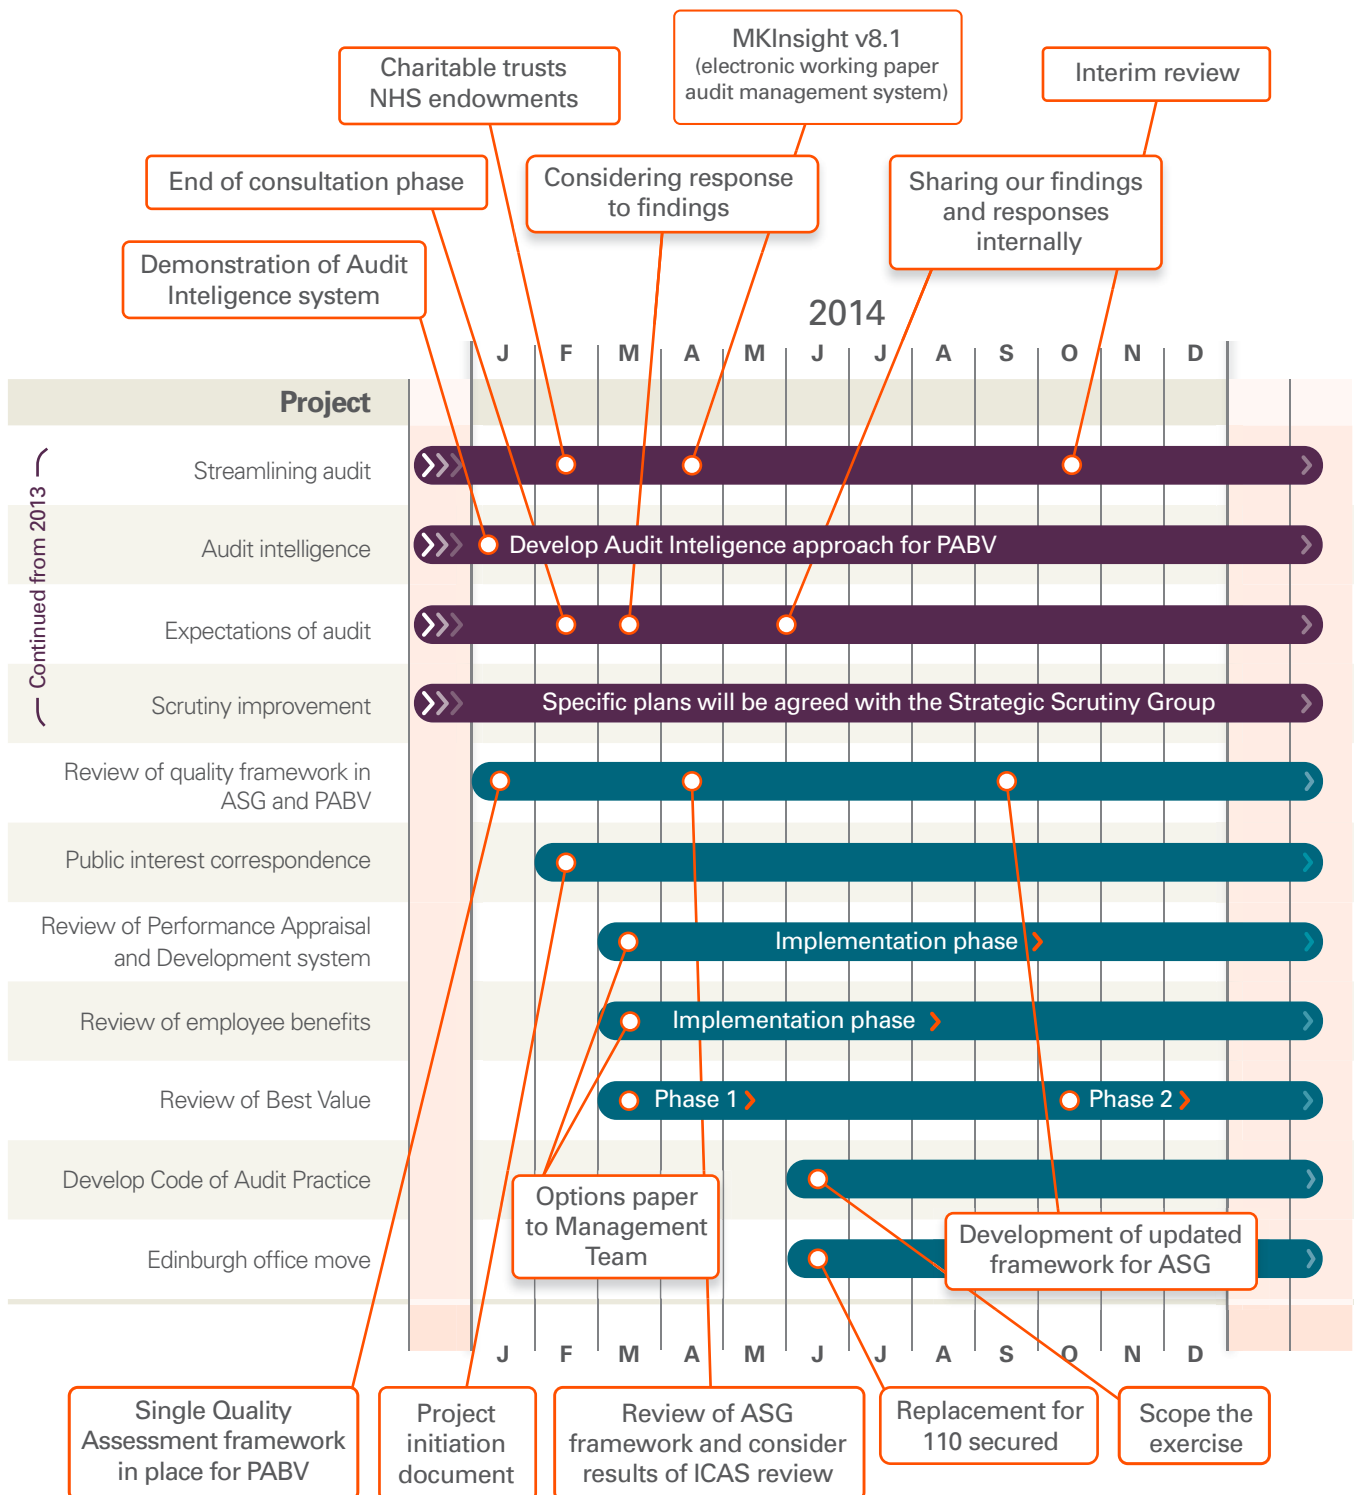 MKInsight v8.1
(electronic working paper
audit management system)
Charitable trusts
NHS endowments
Interim review
End of consultation phase
Considering response
to findings
Sharing our findings
and responses
internally
Demonstration of Audit
Inteligence system
2014
J F M A M J J A S O N D
Project
Continued from 2013
Streamlining audit
Audit intelligence
Develop Audit Inteligence approach for PABV
Expectations of audit
Scrutiny improvement
Specific plans will be agreed with the Strategic Scrutiny Group
Review of quality framework in
ASG and PABV
Public interest correspondence
Review of Performance Appraisal
and Development system
Implementation phase
Review of employee benefits
Implementation phase
Review of Best Value
Phase 1
Phase 2
Develop Code of Audit Practice
Options paper
to Management
Team
Development of updated
framework for ASG
Edinburgh office move
J F M A M J J A S O N D
Single Quality
Assessment framework
in place for PABV
Project
initiation
document
Review of ASG
framework and consider
results of ICAS review
Replacement for
110 secured
Scope the
exercise